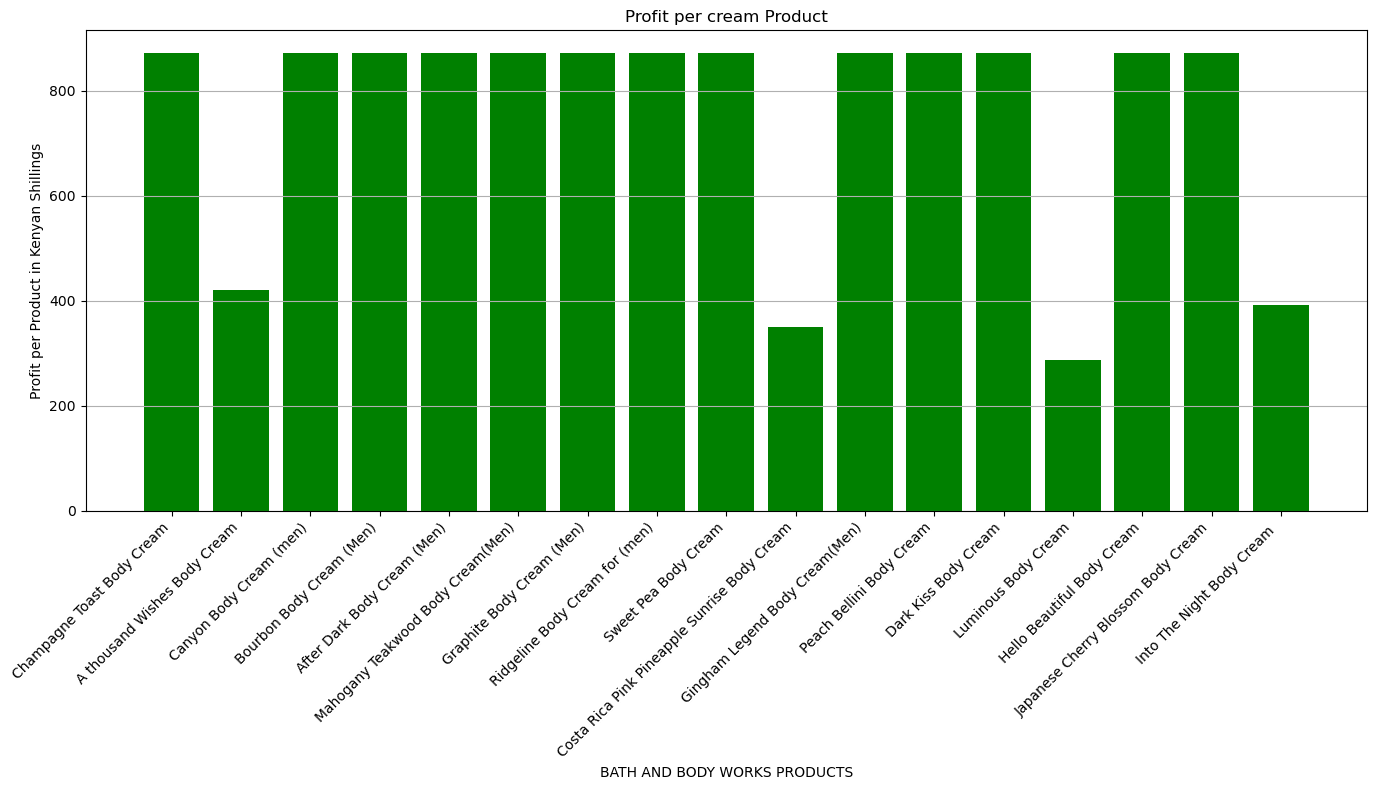 Profit per cream Product
Profit per Product in Kenyan Shillings
800
600
400
200
0
Champagne Toast Body Cream
A thousand Wishes Body Cream
Canyon Body Cream (men)
Bourbon Body Cream (Men)
After Dark Body Cream (Men)
Mahogany Teakwood Body Cream(Men)
Graphite Body Cream (Men)
Ridgeline Body Cream for (men)
Sweet Pea Body Cream
Costa Rica Pink Pineapple Sunrise Body Cream
Gingham Legend Body Cream(Men)
Peach Bellini Body Cream
Dark Kiss Body Cream
Luminous Body Cream
Hello Beautiful Body Cream
Japanese Cherry Blossom Body Cream
Into The Night Body Cream
BATH AND BODY WORKS PRODUCTS